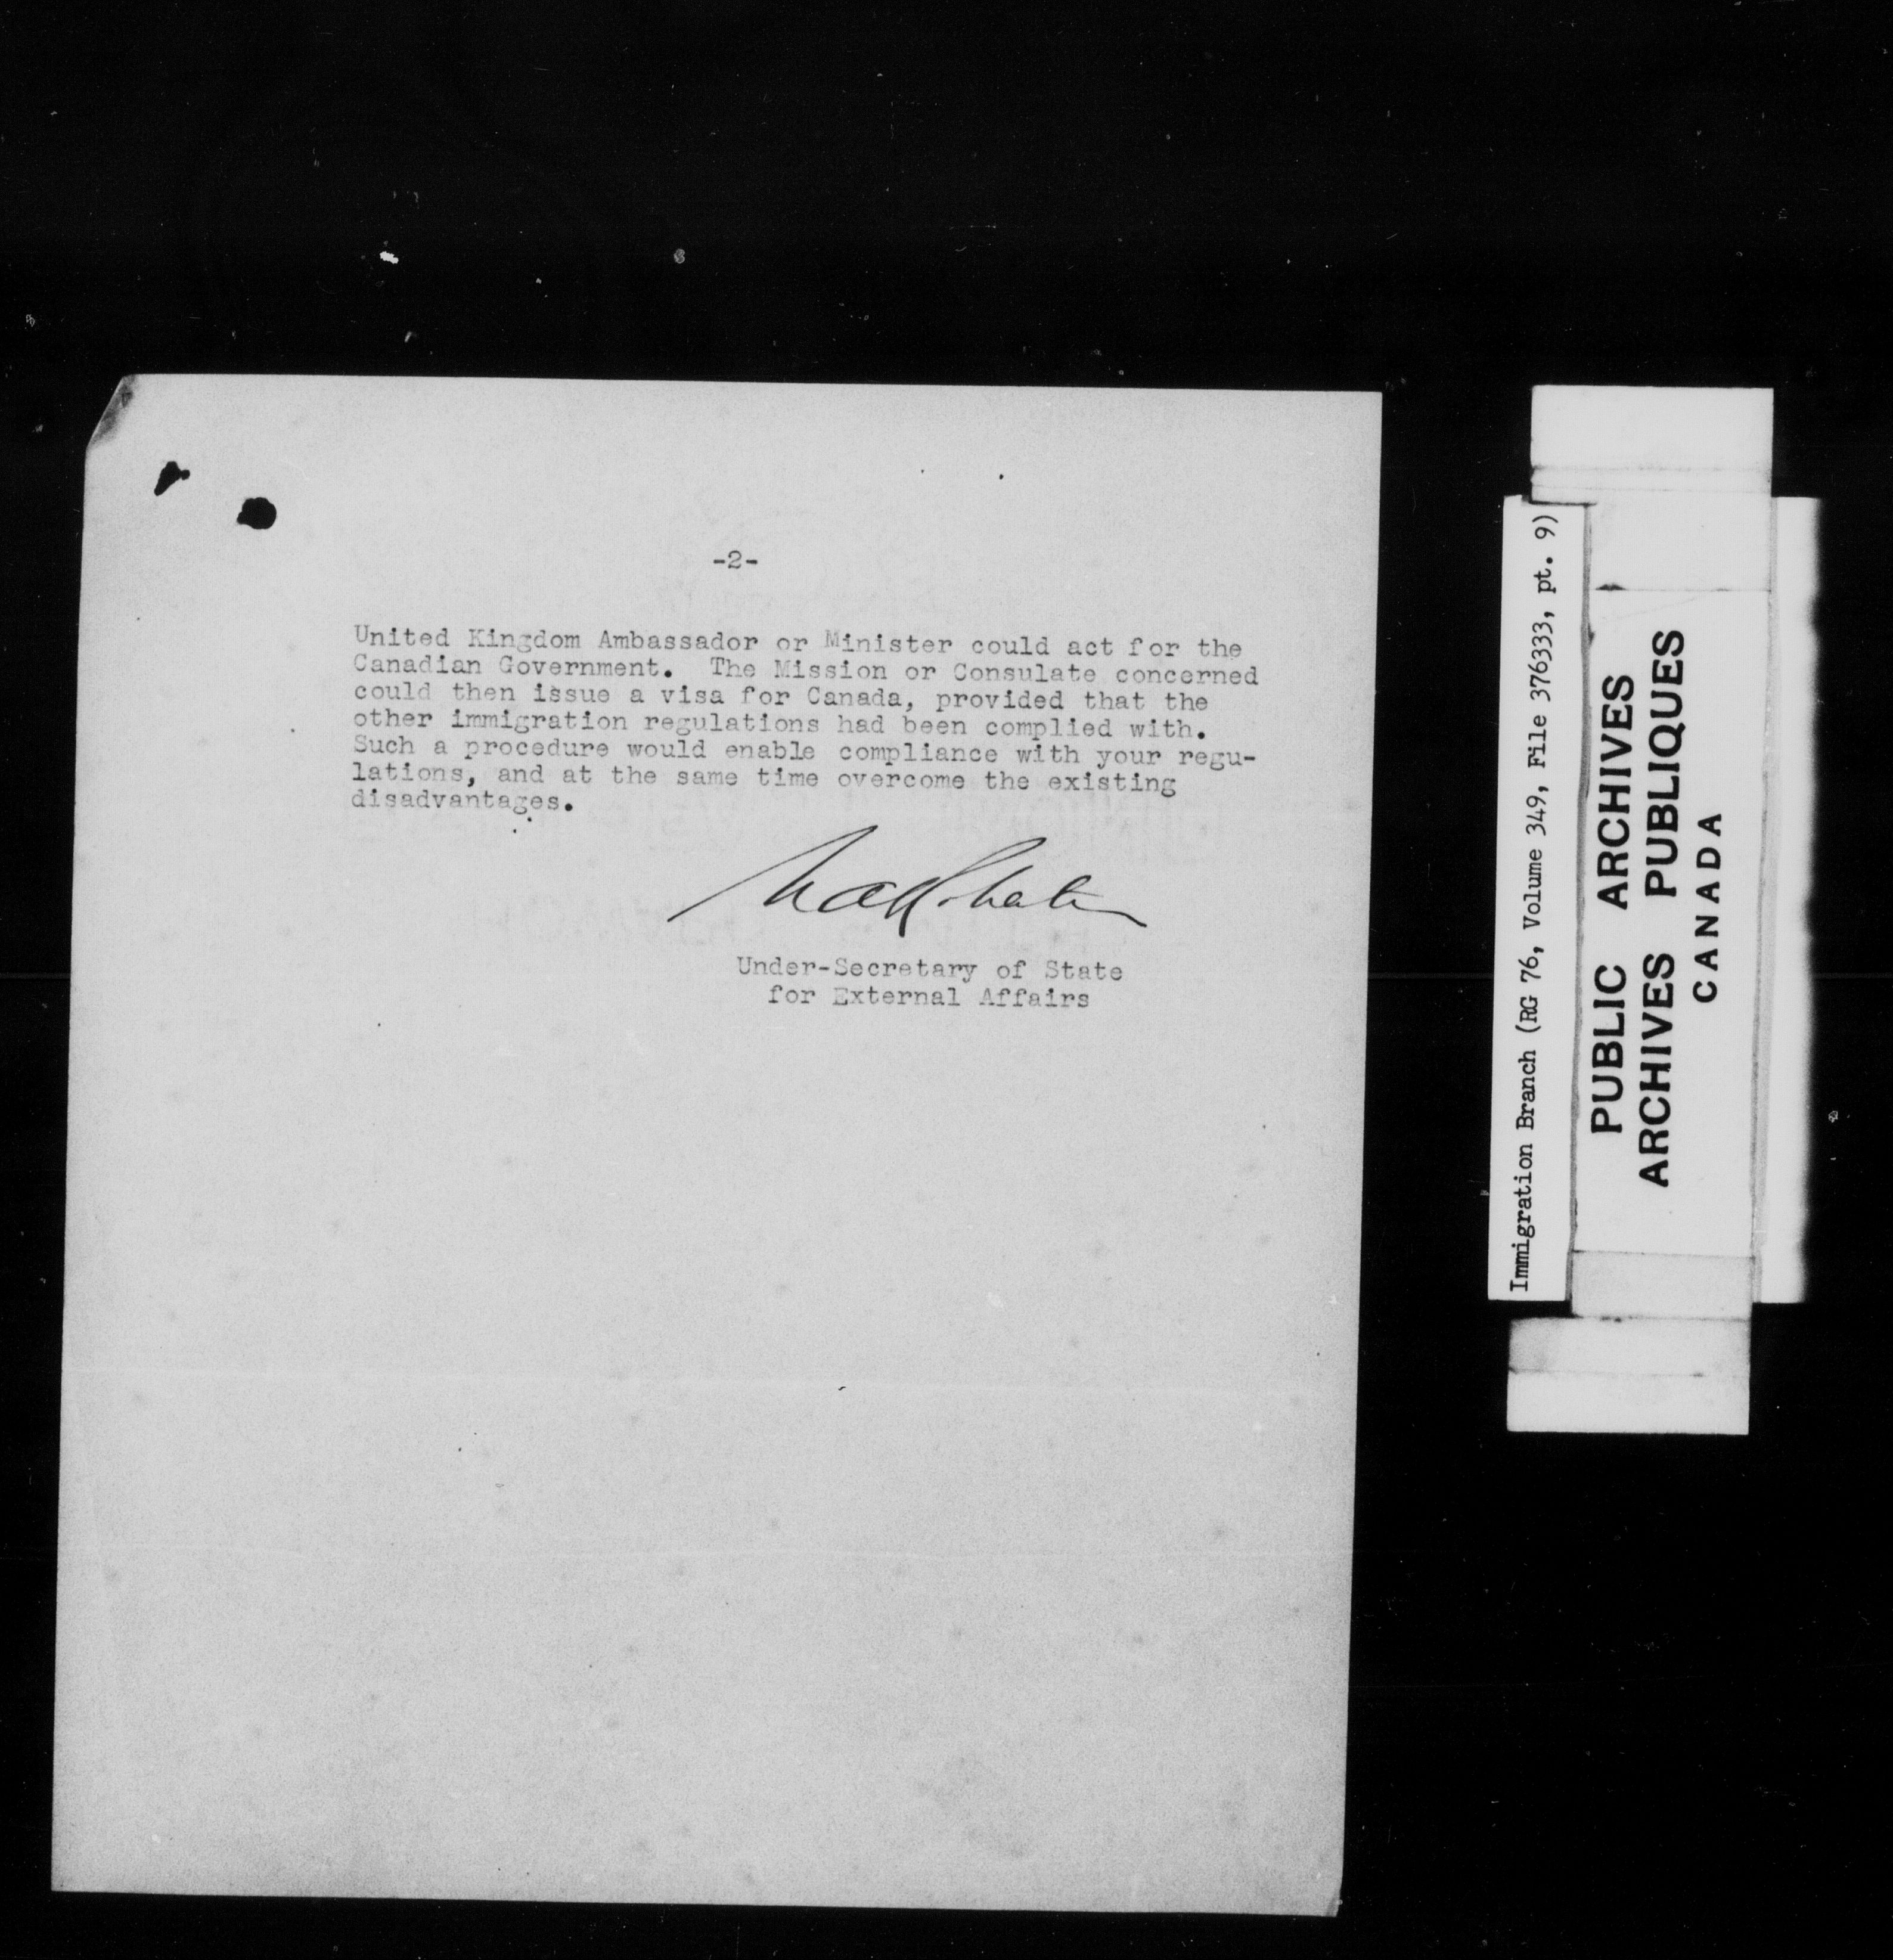 -2-
United Kingdom Ambassador or Minister could act for the
Canadian Government. The Mission or Consulate concerned
could then issue a visa for Canada, provided that the
other immigration regulations had been complied with.
Such a procedure would enable compliance with your regu-
lations, and at the same time overcome the existing
disadvantages.
Under-Secretary of State
for External Affairs
Immigration Branch (RG 76, Volume 349, File 376333, pt. 9)
PUBLIC ARCHIVES
ARCHIVES PUBLIQUES
CANADA